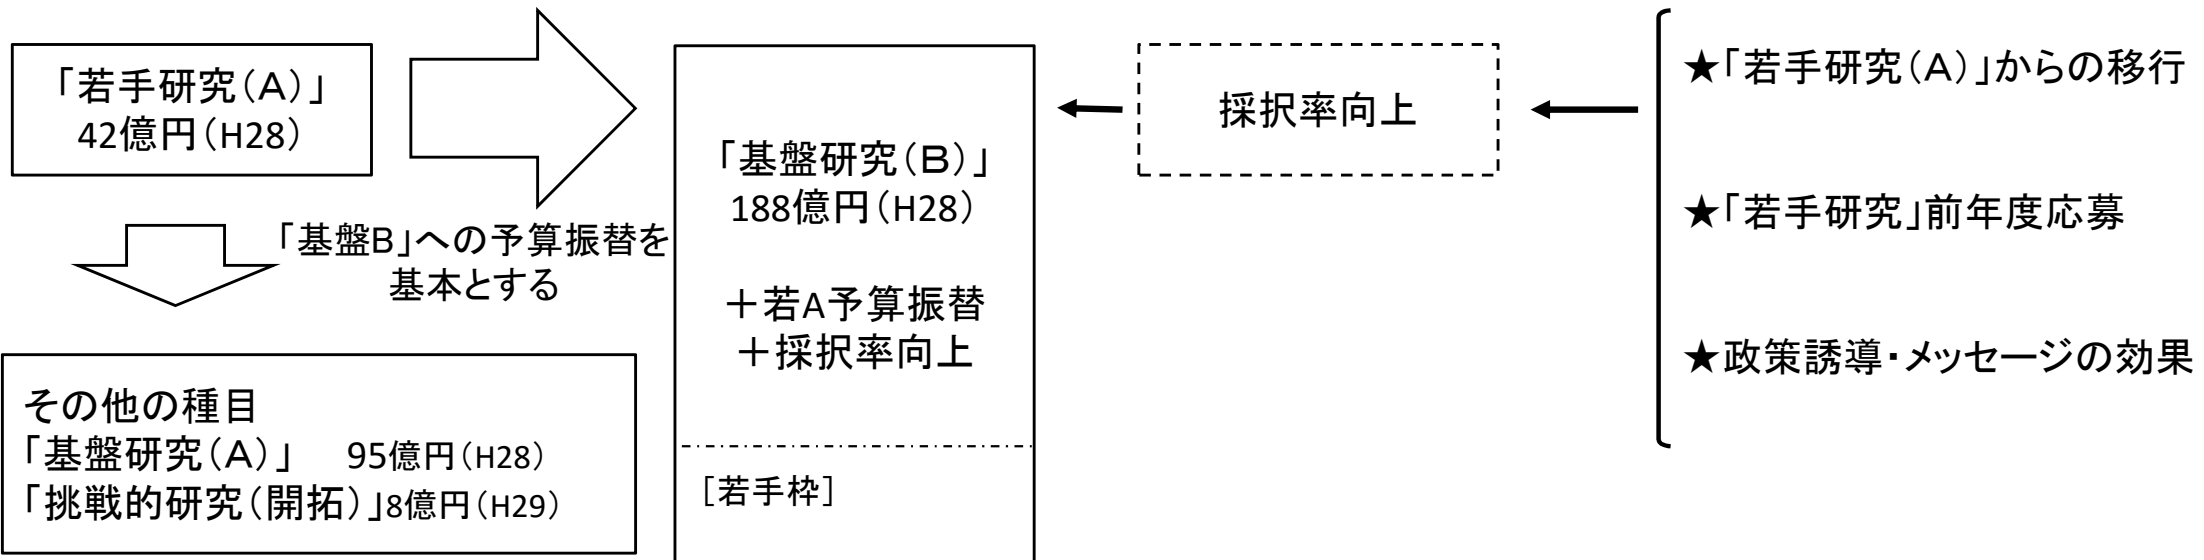 「若手研究(A)」
42億円(H28)
「基盤B」への予算振替を
基本とする
その他の種目
「基盤研究(A)」 95億円(H28)
「挑戦的研究(開拓)」8億円(H29)
「基盤研究(B)」
188億円(H28)
+若A予算振替
+採択率向上
[若手枠]
採択率向上
★「若手研究(A)」からの移行
★「若手研究」前年度応募
★政策誘導・メッセージの効果